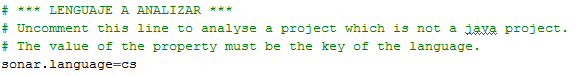 # *** LENGUAJE A ANALIZAR ***
# Uncomment this line to analyse a project which is not a java project.
# The value of the property must be the key of the language.
sonar.language=cs